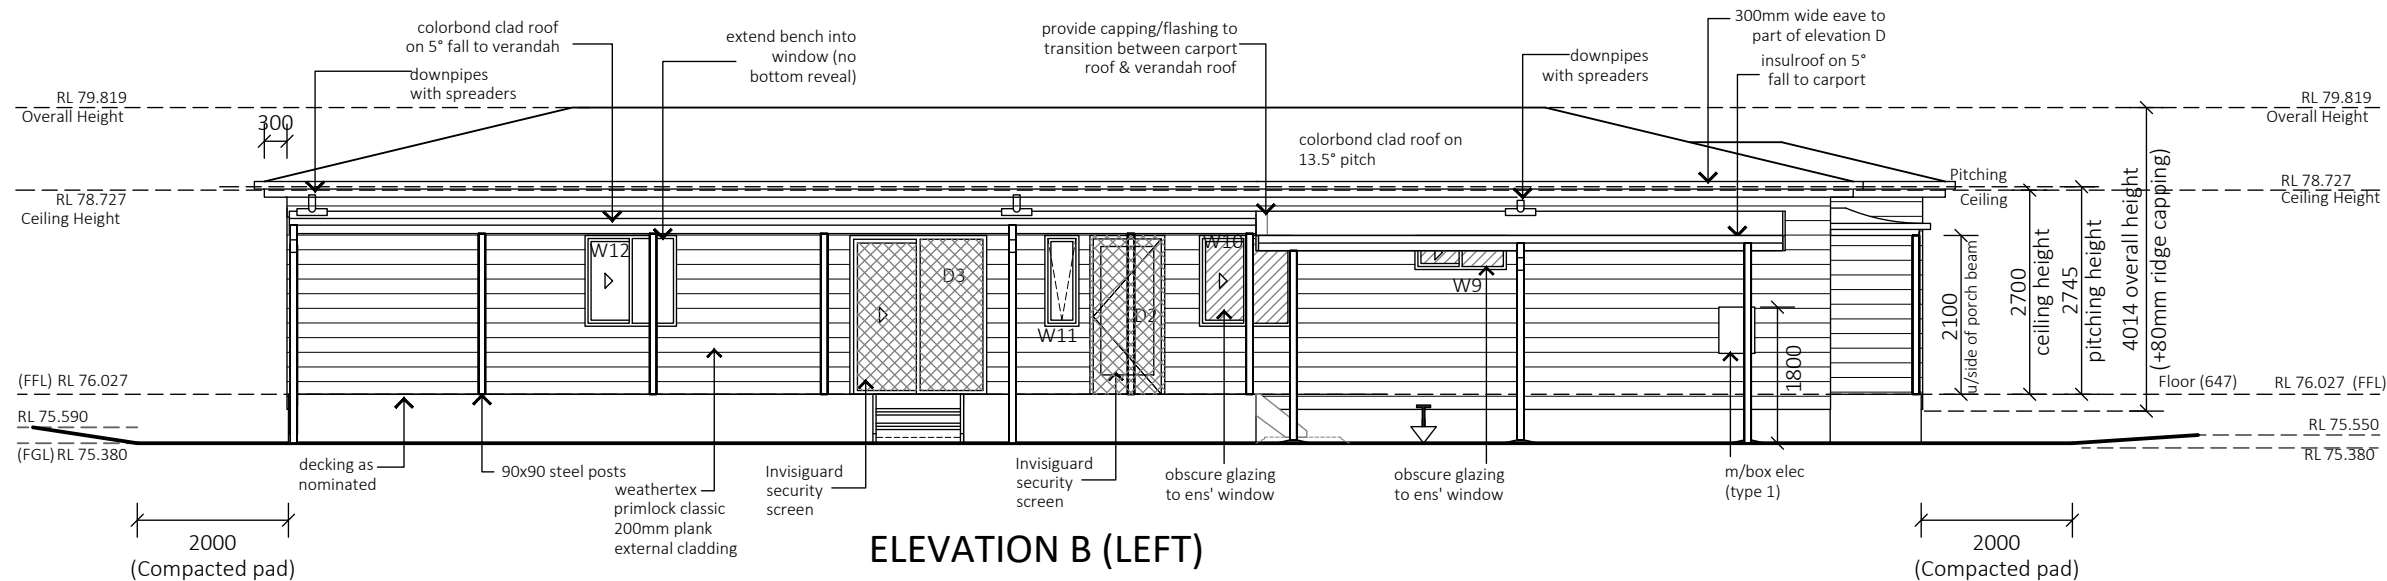 colorbond clad roof
on 5° fall to verandah
downpipes
with spreaders
extend bench into
window (no
bottom reveal)
provide capping/flashing to
transition between carport
roof & verandah roof
downpipes
with spreaders
300mm wide eave to
part of elevation D
insulroof on 5°
fall to carport
RL 79.819
Overall Height
300
colorbond clad roof on
13.5° pitch
RL 79.819
Overall Height
RL 78.727
Ceiling Height
Pitching
Ceiling
RL 78.727
Ceiling Height
W12
D3
W11
D2
W10
W9
1800
2100
u/side of porch beam
2700
ceiling height
2745
pitching height
4014 overall height
(+80mm ridge capping)
(FFL) RL 76.027
Floor (647)
RL 76.027 (FFL)
RL 75.590
(FGL) RL 75.380
RL 75.550
RL 75.380
decking as
nominated
90x90 steel posts
weathertex
primlock classic
200mm plank
external cladding
Invisiguard
security
screen
Invisiguard
security
screen
obscure glazing
to ens' window
obscure glazing
to ens' window
m/box elec
(type 1)
2000
(Compacted pad)
ELEVATION B (LEFT)
2000
(Compacted pad)